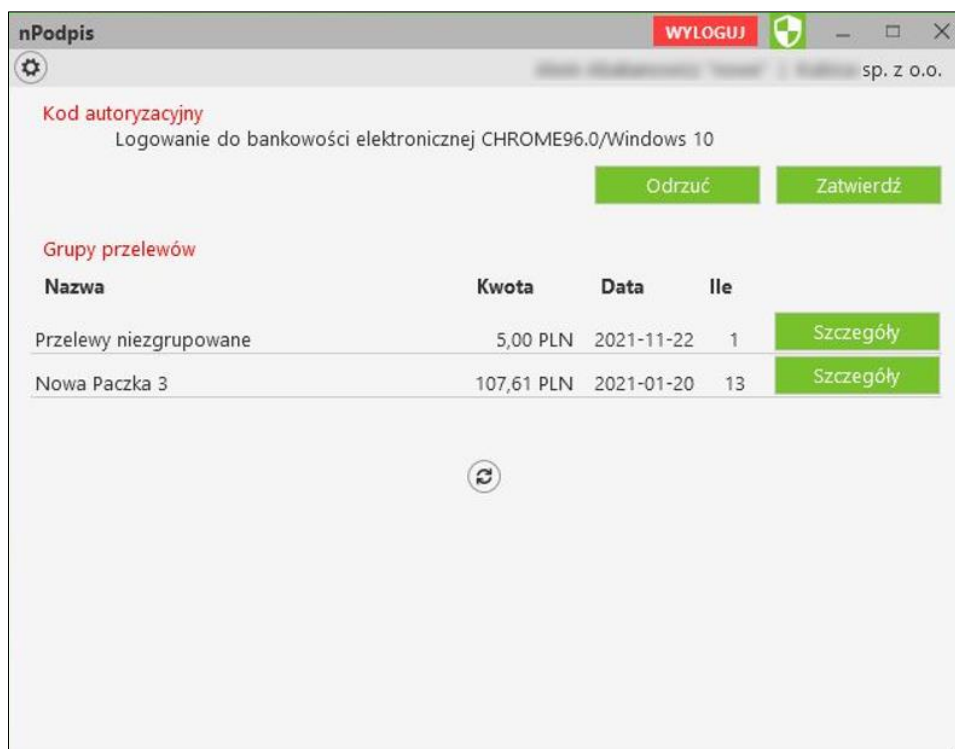 nPodpis WYLOGUJ
sp. z o.o.
Kod autoryzacyjny
Logowanie do bankowości elektronicznej CHROME96.0/Windows 10
Odrzuć Zatwierdź
Grupy przelewów
Nazwa Kwota Data Ile
Przelewy niezgrupowane 5,00 PLN 2021-11-22 1 Szczegóły
Nowa Paczka 3 107,61 PLN 2021-01-20 13 Szczegóły